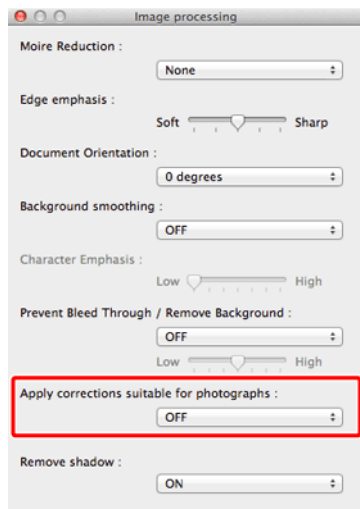 Image processing
Moire Reduction :
None
Edge emphasis :
Soft Sharp
Document Orientation :
0 degrees
Background smoothing :
OFF
Character Emphasis :
Low High
Prevent Bleed Through / Remove Background :
OFF
Low High
Apply corrections suitable for photographs :
OFF
Remove shadow :
ON